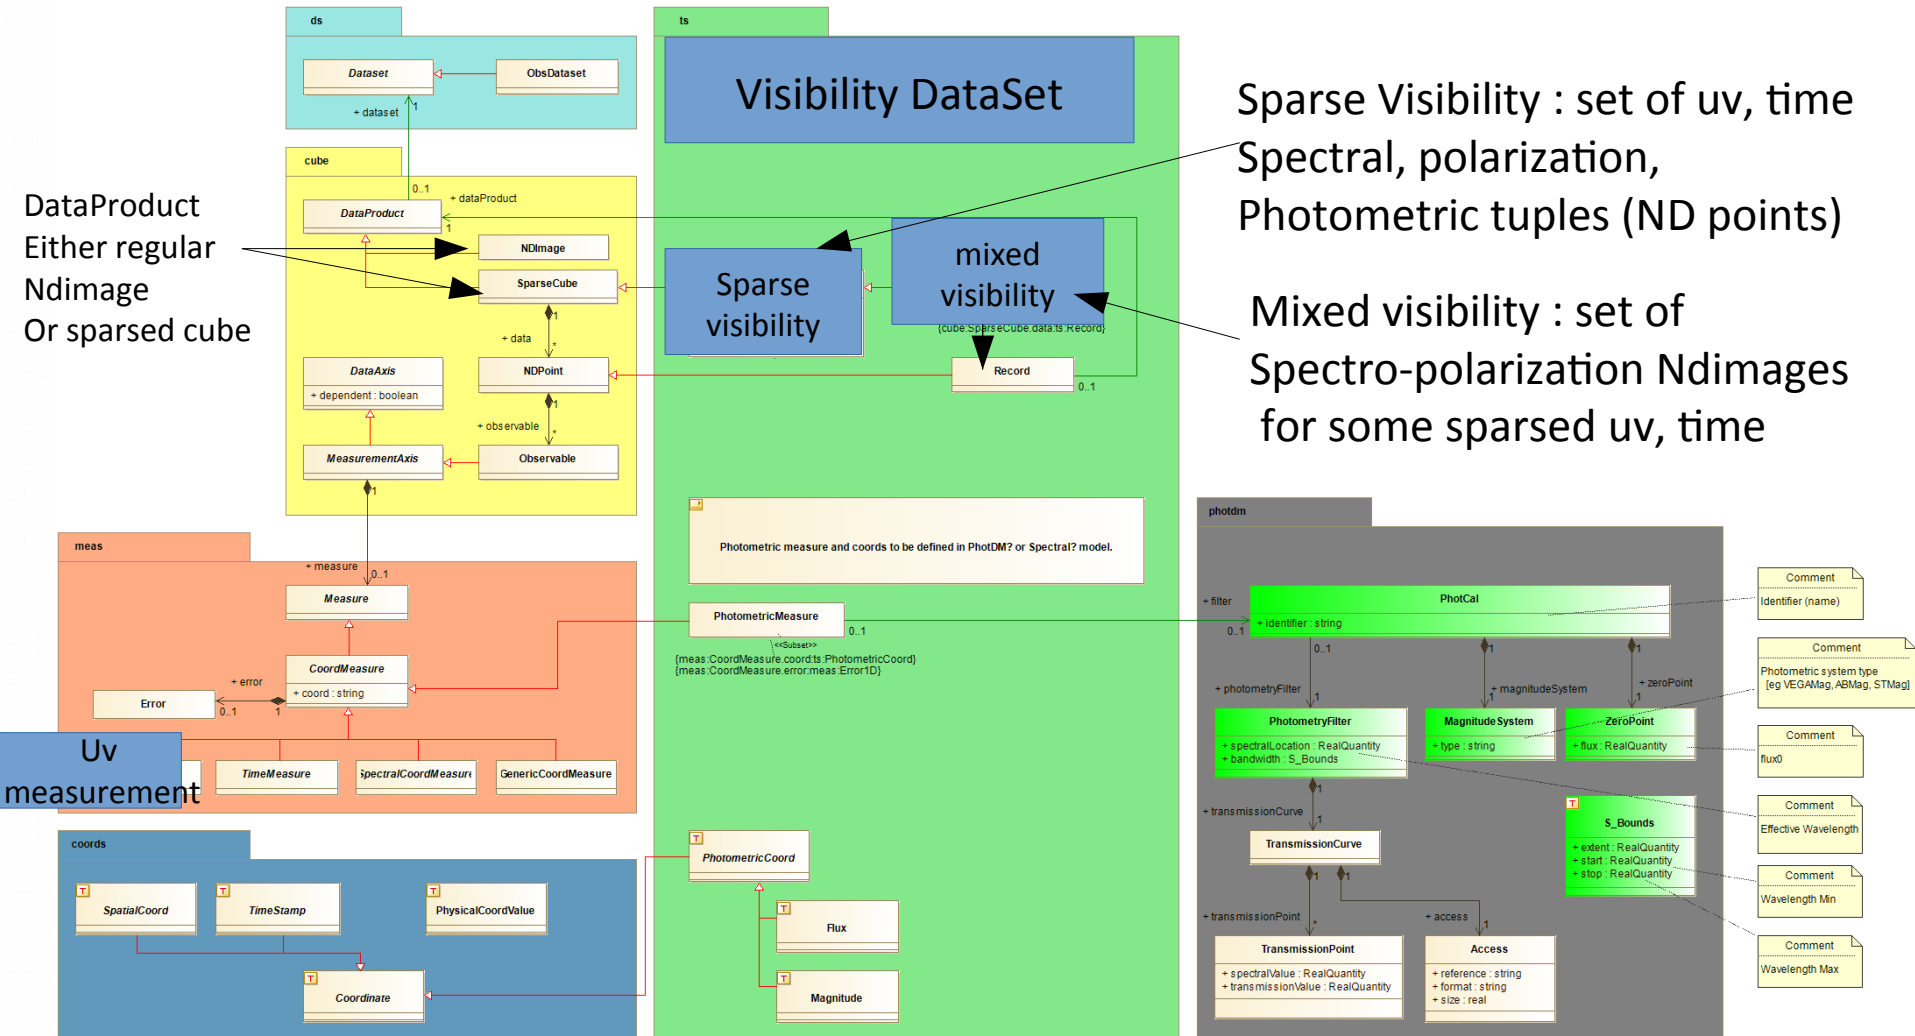 ds
Dataset
ObsDataset
+ dataset
1
cube
0..1
+ dataProduct
DataProduct
1
NDImage
SparseCube
1
+ data
*
DataAxis
+ dependent : boolean
NDPoint
1
+ observable
*
MeasurementAxis
Observable
1
DataProduct
Either regular
Ndimage
Or sparsed cube
ts
Visibility DataSet
Sparse
visibility
mixed
visibility
{cube:SparseCube.data:ts:Record}
Record
0..1
Sparse Visibility : set of uv, time
Spectral, polarization,
Photometric tuples (ND points)
Mixed visibility : set of
Spectro-polarization Ndimages
for some sparsed uv, time
Photometric measure and coords to be defined in PhotDM? or Spectral? model.
PhotometricMeasure
0..1
<<Subset>>
{meas:CoordMeasure.coord:ts:PhotometricCoord}
{meas:CoordMeasure.error:meas:Error1D}
meas
+ measure
0..1
Measure
CoordMeasure
+ coord : string
+ error
0..1
1
Error
Uv
measurement
TimeMeasure
SpectralCoordMeasure
GenericCoordMeasure
coords
T
SpatialCoord
T
TimeStamp
T
PhysicalCoordValue
T
Coordinate
T
PhotometricCoord
T
Flux
T
Magnitude
photdm
+ filter
0..1
PhotCal
+ identifier : string
0..1
1
1
+ photometryFilter
1
+ magnitudeSystem
1
+ zeroPoint
1
PhotometryFilter
+ spectralLocation : RealQuantity
+ bandwidth : S_Bounds
MagnitudeSystem
+ type : string
ZeroPoint
+ flux : RealQuantity
1
+ transmissionCurve
1
TransmissionCurve
1
1
+ transmissionPoint
*
+ access
1
T
S_Bounds
+ extent : RealQuantity
+ start : RealQuantity
+ stop : RealQuantity
TransmissionPoint
+ spectralValue : RealQuantity
+ transmissionValue : RealQuantity
Access
+ reference : string
+ format : string
+ size : real
Comment
Identifier (name)
Comment
Photometric system type
[eg VEGAMag, ABMag, STMag]
Comment
flux0
Comment
Effective Wavelength
Comment
Wavelength Min
Comment
Wavelength Max